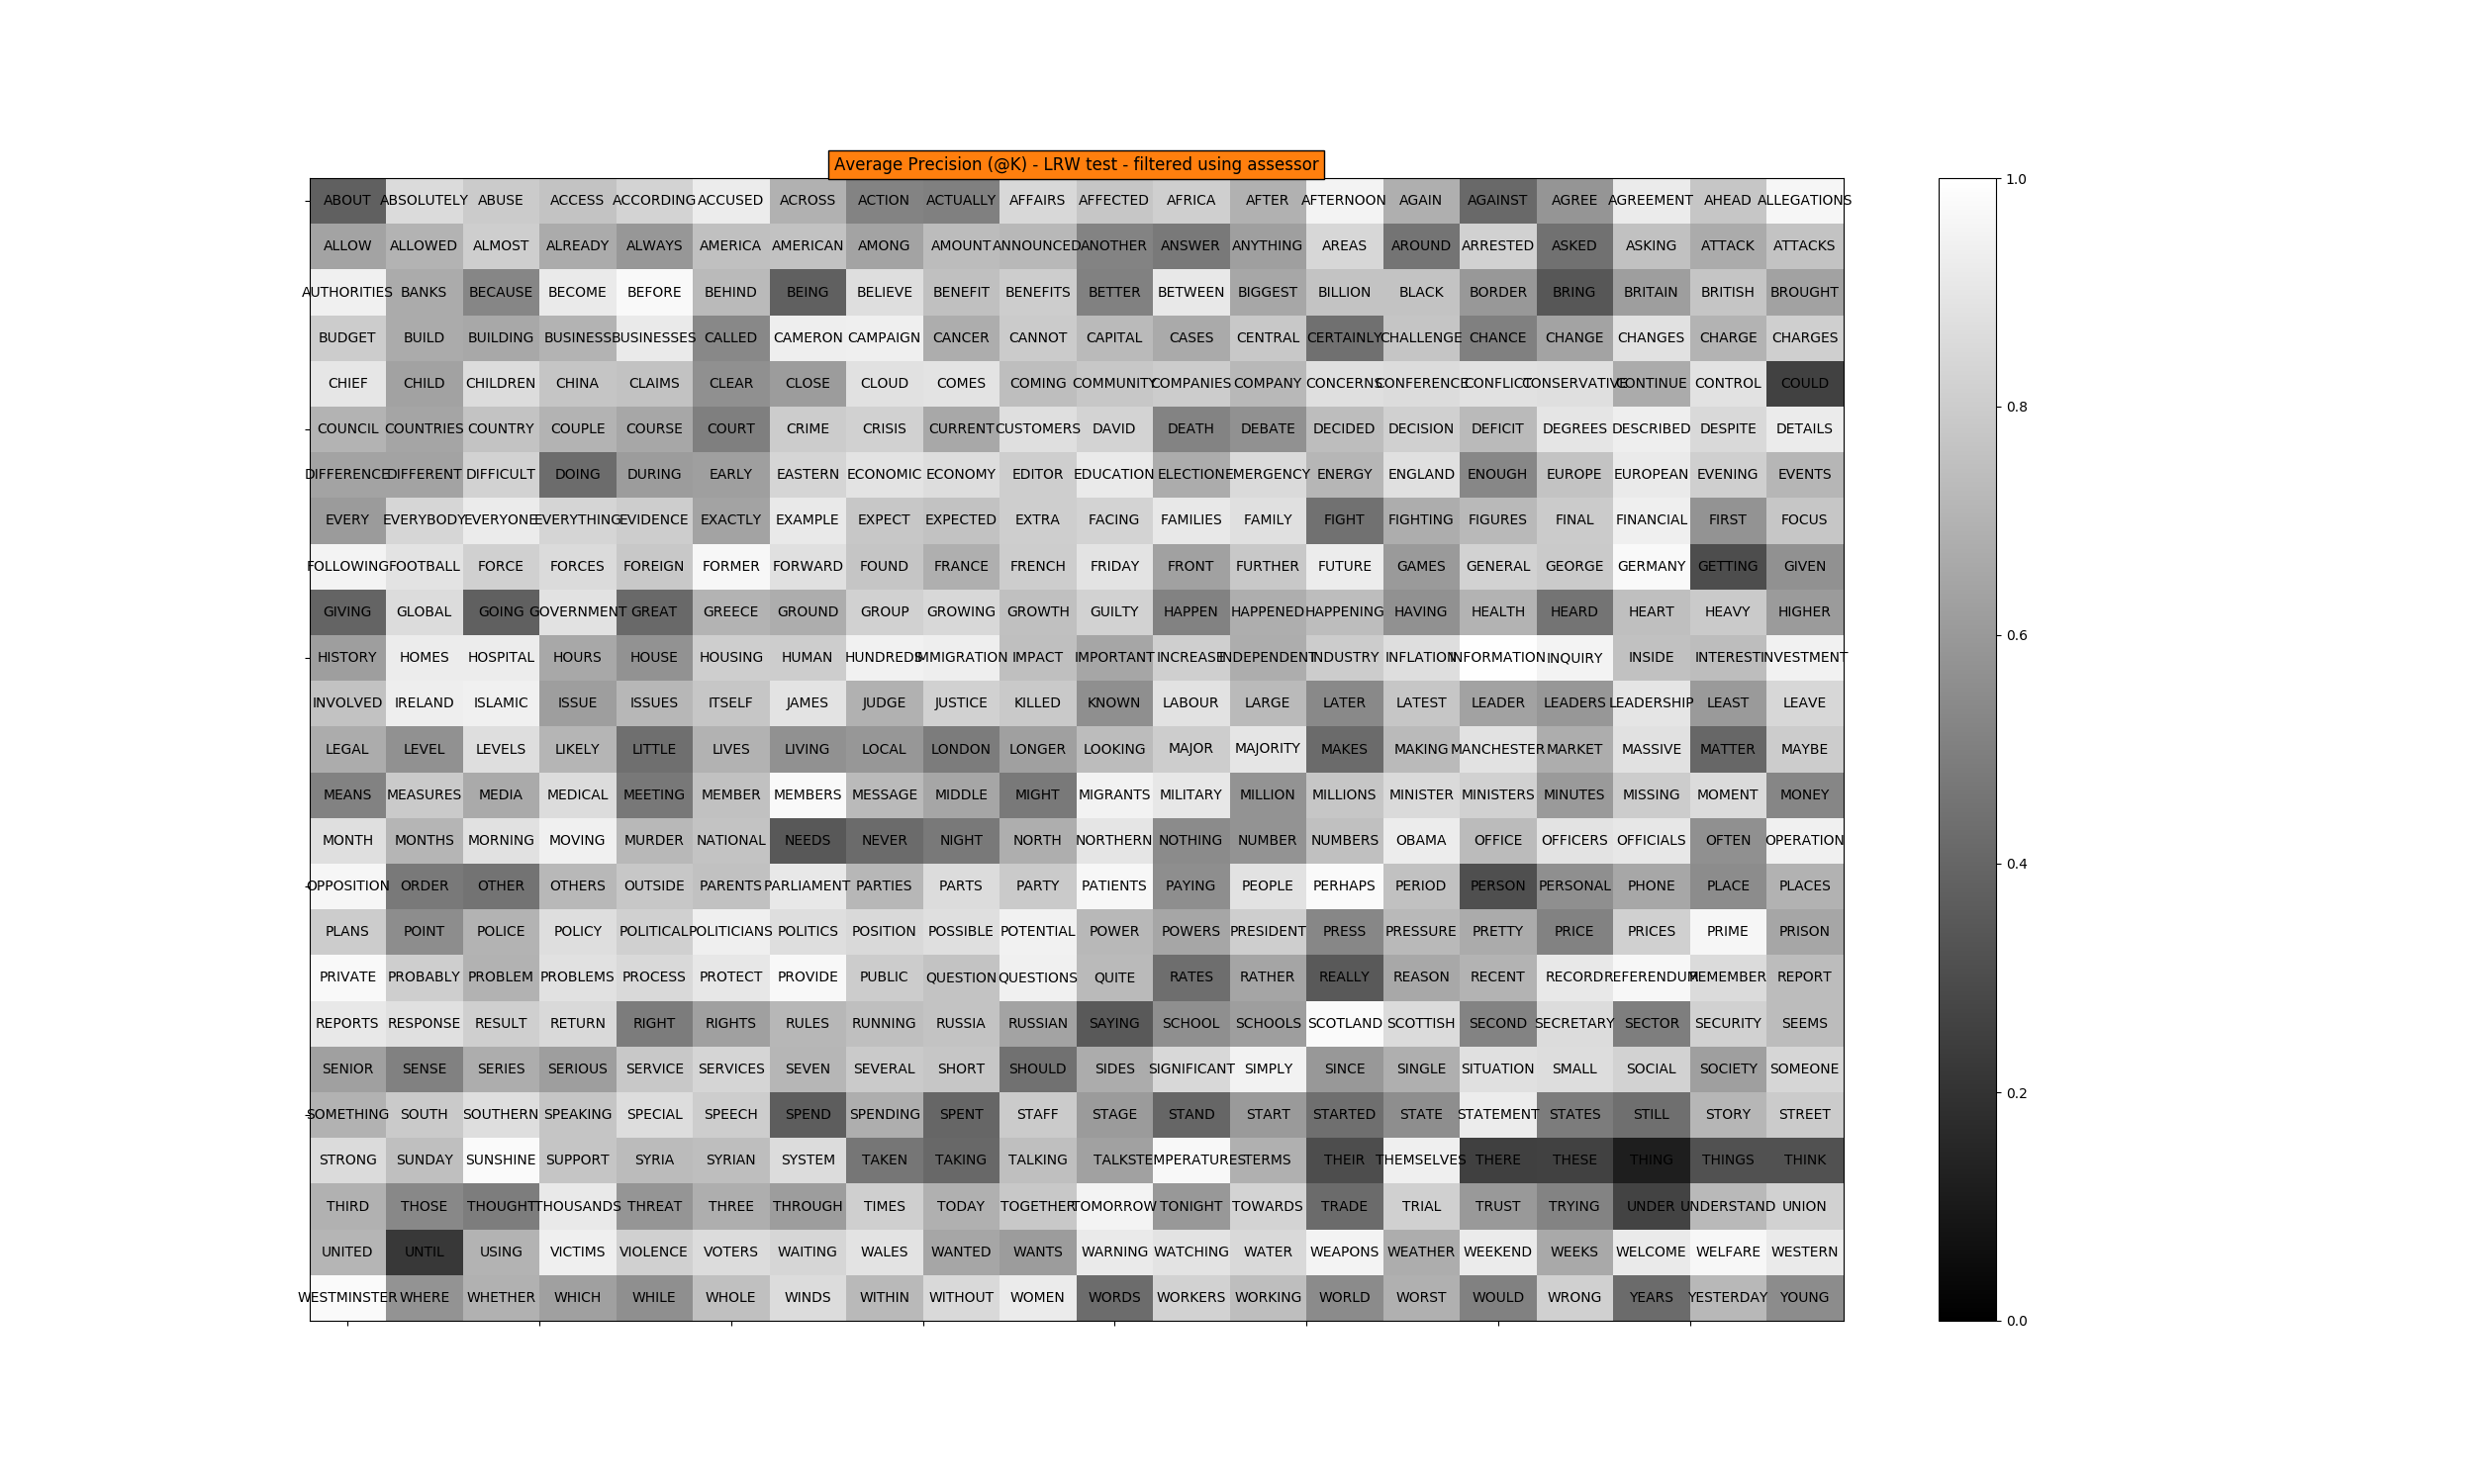 Average Precision (@K) - LRW test - filtered using assessor
ABOUT ABSOLUTELY ABUSE ACCESS ACCORDING ACCUSED ACROSS ACTION ACTUALLY AFFAIRS AFFECTED AFRICA AFTER AFTERNOON AGAIN AGAINST AGREE AGREEMENT AHEAD ALLEGATIONS
ALLOW ALLOWED ALMOST ALREADY ALWAYS AMERICA AMERICAN AMONG AMOUNT ANNOUNCED ANOTHER ANSWER ANYTHING AREAS AROUND ARRESTED ASKED ASKING ATTACK ATTACKS
AUTHORITIES BANKS BECAUSE BECOME BEFORE BEHIND BEING BELIEVE BENEFIT BENEFITS BETTER BETWEEN BIGGEST BILLION BLACK BORDER BRING BRITAIN BRITISH BROUGHT
BUDGET BUILD BUILDING BUSINESS BUSINESSES CALLED CAMERON CAMPAIGN CANCER CANNOT CAPITAL CASES CENTRAL CERTAINLY CHALLENGE CHANCE CHANGE CHANGES CHARGE CHARGES
CHIEF CHILD CHILDREN CHINA CLAIMS CLEAR CLOSE CLOUD COMES COMING COMMUNITY COMPANIES COMPANY CONCERNS CONFERENCE CONFLICT CONSERVATIVE CONTINUE CONTROL COULD
COUNCIL COUNTRIES COUNTRY COUPLE COURSE COURT CRIME CRISIS CURRENT CUSTOMERS DAVID DEATH DEBATE DECIDED DECISION DEFICIT DEGREES DESCRIBED DESPITE DETAILS
DIFFERENCE DIFFERENT DIFFICULT DOING DURING EARLY EASTERN ECONOMIC ECONOMY EDITOR EDUCATION ELECTION EMERGENCY ENERGY ENGLAND ENOUGH EUROPE EUROPEAN EVENING EVENTS
EVERY EVERYBODY EVERYONE EVERYTHING EVIDENCE EXACTLY EXAMPLE EXPECT EXPECTED EXTRA FACING FAMILIES FAMILY FIGHT FIGHTING FIGURES FINAL FINANCIAL FIRST FOCUS
FOLLOWING FOOTBALL FORCE FORCES FOREIGN FORMER FORWARD FOUND FRANCE FRENCH FRIDAY FRONT FURTHER FUTURE GAMES GENERAL GEORGE GERMANY GETTING GIVEN
GIVING GLOBAL GOING GOVERNMENT GREAT GREECE GROUND GROUP GROWING GROWTH GUILTY HAPPEN HAPPENED HAPPENING HAVING HEALTH HEARD HEART HEAVY HIGHER
HISTORY HOMES HOSPITAL HOURS HOUSE HOUSING HUMAN HUNDREDS IMMIGRATION IMPACT IMPORTANT INCREASE INDEPENDENT INDUSTRY INFLATION INFORMATION INQUIRY INSIDE INTEREST INVESTMENT
INVOLVED IRELAND ISLAMIC ISSUE ISSUES ITSELF JAMES JUDGE JUSTICE KILLED KNOWN LABOUR LARGE LATER LATEST LEADER LEADERS LEADERSHIP LEAST LEAVE
LEGAL LEVEL LEVELS LIKELY LITTLE LIVES LIVING LOCAL LONDON LONGER LOOKING MAJOR MAJORITY MAKES MAKING MANCHESTER MARKET MASSIVE MATTER MAYBE
MEANS MEASURES MEDIA MEDICAL MEETING MEMBER MEMBERS MESSAGE MIDDLE MIGHT MIGRANTS MILITARY MILLION MILLIONS MINISTER MINISTERS MINUTES MISSING MOMENT MONEY
MONTH MONTHS MORNING MOVING MURDER NATIONAL NEEDS NEVER NIGHT NORTH NORTHERN NOTHING NUMBER NUMBERS OBAMA OFFICE OFFICERS OFFICIALS OFTEN OPERATION
OPPOSITION ORDER OTHER OTHERS OUTSIDE PARENTS PARLIAMENT PARTIES PARTS PARTY PATIENTS PAYING PEOPLE PERHAPS PERIOD PERSON PERSONAL PHONE PLACE PLACES
PLANS POINT POLICE POLICY POLITICAL POLITICIANS POLITICS POSITION POSSIBLE POTENTIAL POWER POWERS PRESIDENT PRESS PRESSURE PRETTY PRICE PRICES PRIME PRISON
PRIVATE PROBABLY PROBLEM PROBLEMS PROCESS PROTECT PROVIDE PUBLIC QUESTION QUESTIONS QUITE RATES RATHER REALLY REASON RECENT RECORD REFERENDUM REMEMBER REPORT
REPORTS RESPONSE RESULT RETURN RIGHT RIGHTS RULES RUNNING RUSSIA RUSSIAN SAYING SCHOOL SCHOOLS SCOTLAND SCOTTISH SECOND SECRETARY SECTOR SECURITY SEEMS
SENIOR SENSE SERIES SERIOUS SERVICE SERVICES SEVEN SEVERAL SHORT SHOULD SIDES SIGNIFICANT SIMPLY SINCE SINGLE SITUATION SMALL SOCIAL SOCIETY SOMEONE
SOMETHING SOUTH SOUTHERN SPEAKING SPECIAL SPEECH SPEND SPENDING SPENT STAFF STAGE STAND START STARTED STATE STATEMENT STATES STILL STORY STREET
STRONG SUNDAY SUNSHINE SUPPORT SYRIA SYRIAN SYSTEM TAKEN TAKING TALKING TALKS TEMPERATURES TERMS THEIR THEMSELVES THERE THESE THING THINGS THINK
THIRD THOSE THOUGHT THOUSANDS THREAT THREE THROUGH TIMES TODAY TOGETHER TOMORROW TONIGHT TOWARDS TRADE TRIAL TRUST TRYING UNDER UNDERSTAND UNION
UNITED UNTIL USING VICTIMS VIOLENCE VOTERS WAITING WALES WANTED WANTS WARNING WATCHING WATER WEAPONS WEATHER WEEKEND WEEKS WELCOME WELFARE WESTERN
WESTMINSTER WHERE WHETHER WHICH WHILE WHOLE WINDS WITHIN WITHOUT WOMEN WORDS WORKERS WORKING WORLD WORST WOULD WRONG YEARS YESTERDAY YOUNG
1.0
0.8
0.6
0.4
0.2
0.0